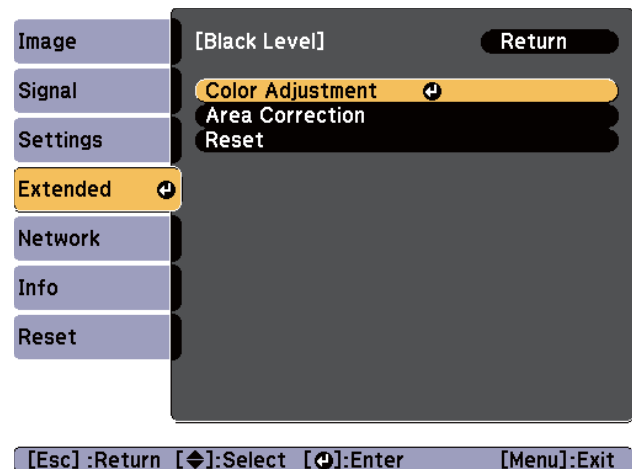 Image
Signal
Settings
Extended
Network
Info
Reset
[Black Level]
Return
Color Adjustment
Area Correction
Reset
[Esc] :Return [◆]:Select [⏎]:Enter [Menu]:Exit